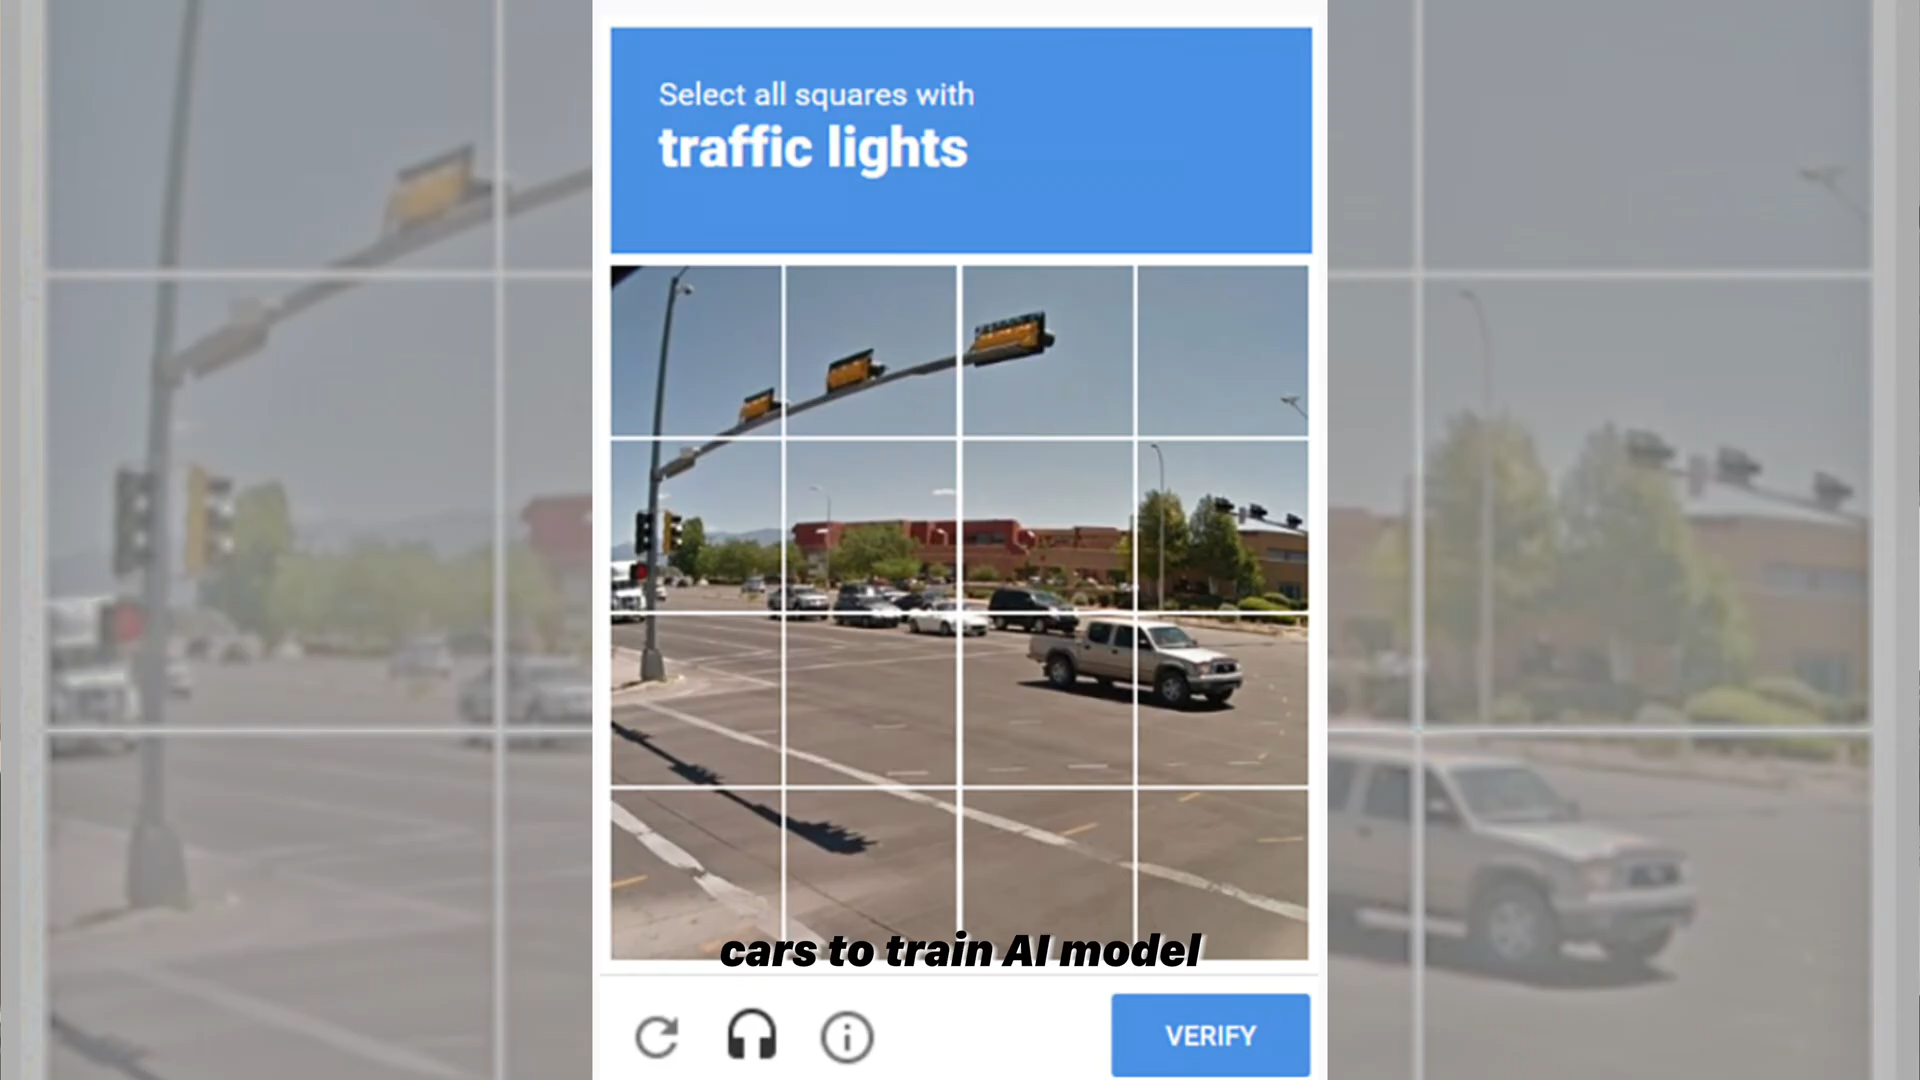 Select all squares with
traffic lights
cars to train AI model
VERIFY